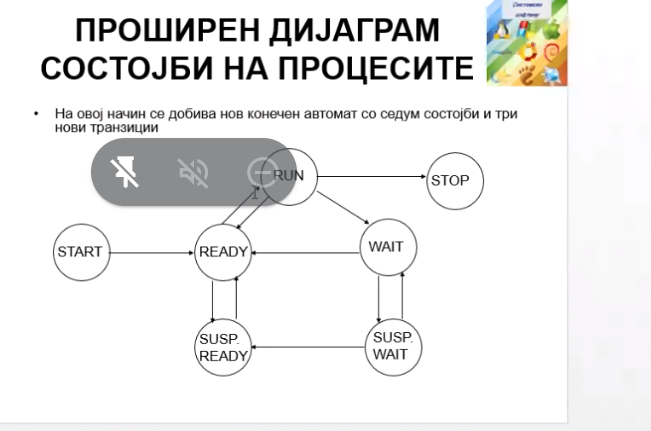 ПРОШИРЕН ДИЈАГРАМ
СОСТОЈБИ НА ПРОЦЕСИТЕ
Системски
софтвер
• На овој начин се добива нов конечен автомат со седум состојби и три
нови транзиции
RUN
STOP
START
READY
WAIT
SUSP.
READY
SUSP.
WAIT